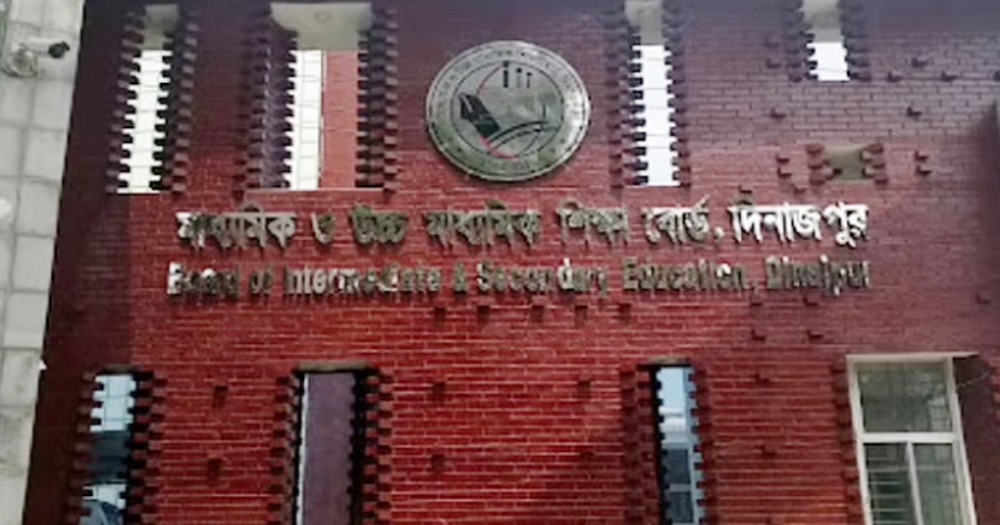 মাধ্যমিক ও উচ্চ মাধ্যমিক শিক্ষা বোর্ড, দিনাজপুর
Board of Intermediate & Secondary Education, Dinajpur